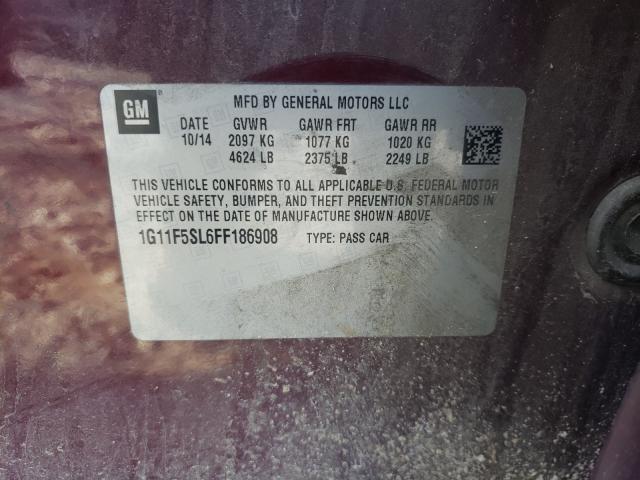 GM
MFD BY GENERAL MOTORS LLC
DATE GVWR GAWR FRT GAWR RR
10/14 2097 KG 1077 KG 1020 KG
4624 LB 2375 LB 2249 LB
THIS VEHICLE CONFORMS TO ALL APPLICABLE U.S. FEDERAL MOTOR
VEHICLE SAFETY, BUMPER, AND THEFT PREVENTION STANDARDS IN
EFFECT ON THE DATE OF MANUFACTURE SHOWN ABOVE.
1G11F5SL6FF186908 TYPE: PASS CAR